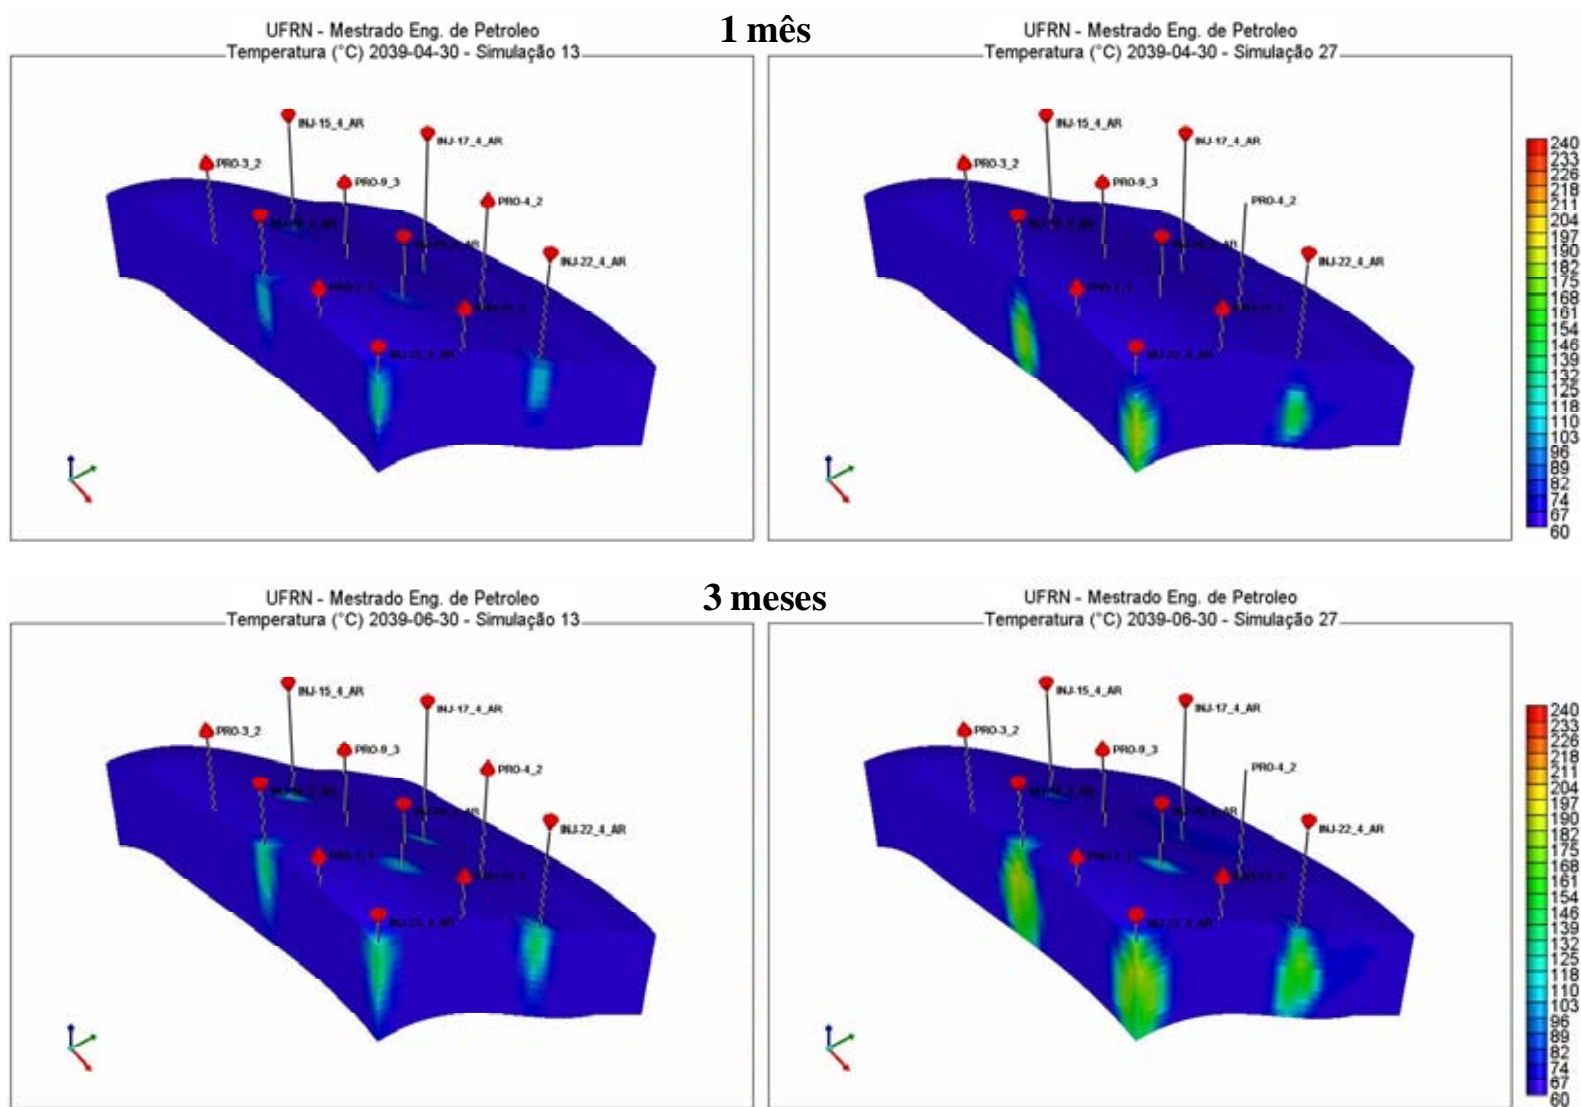 1 mês
UFRN - Mestrado Eng. de Petroleo
Temperatura (°C) 2039-04-30 - Simulação 13
INJ-15_4_AR
INJ-17_4_AR
PRO-3_2
PRO-9_3
PRO-4_2
INJ-22_4_AR
UFRN - Mestrado Eng. de Petroleo
Temperatura (°C) 2039-04-30 - Simulação 27
INJ-15_4_AR
INJ-17_4_AR
PRO-3_2
PRO-9_3
PRO-4_2
INJ-22_4_AR
240
233
226
218
211
204
197
190
182
175
168
161
154
146
139
132
125
118
110
103
96
89
82
74
67
60
3 meses
UFRN - Mestrado Eng. de Petroleo
Temperatura (°C) 2039-06-30 - Simulação 13
INJ-15_4_AR
INJ-17_4_AR
PRO-3_2
PRO-9_3
PRO-4_2
INJ-22_4_AR
UFRN - Mestrado Eng. de Petroleo
Temperatura (°C) 2039-06-30 - Simulação 27
INJ-15_4_AR
INJ-17_4_AR
PRO-3_2
PRO-9_3
PRO-4_2
INJ-22_4_AR
240
233
226
218
211
204
197
190
182
175
168
161
154
146
139
132
125
118
110
103
96
89
82
74
67
60